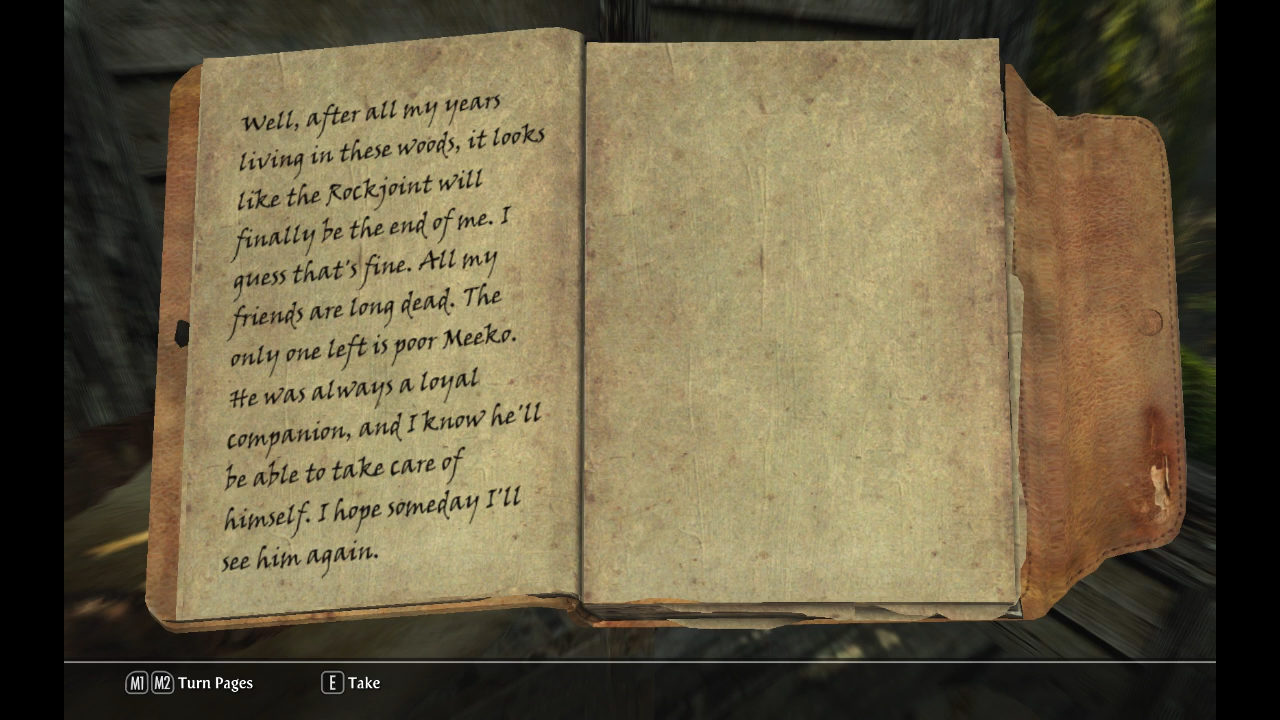 Well, after all my years
living in these woods, it looks
like the Rockjoint will
finally be the end of me. I
guess that's fine. All my
friends are long dead. The
only one left is poor Meeko.
He was always a loyal
companion, and I know he'll
be able to take care of
himself. I hope someday I'll
see him again.
M1 M2 Turn Pages E Take